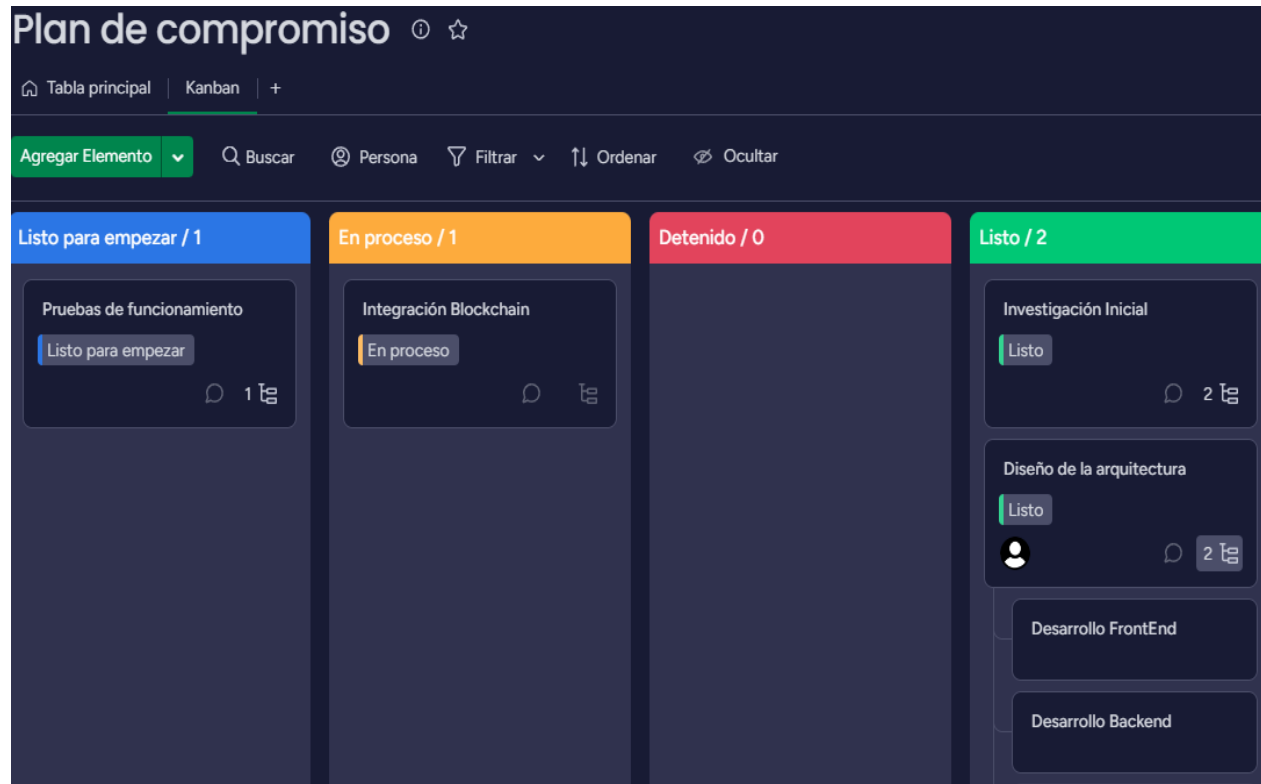 Plan de compromiso
Tabla principal
Kanban
+
Agregar Elemento
Buscar
Persona
Filtrar
Ordenar
Ocultar
Listo para empezar / 1
Pruebas de funcionamiento
Listo para empezar
1
En proceso / 1
Integración Blockchain
En proceso
Detenido / 0
Listo / 2
Investigación Inicial
Listo
2
Diseño de la arquitectura
Listo
2
Desarrollo FrontEnd
Desarrollo Backend